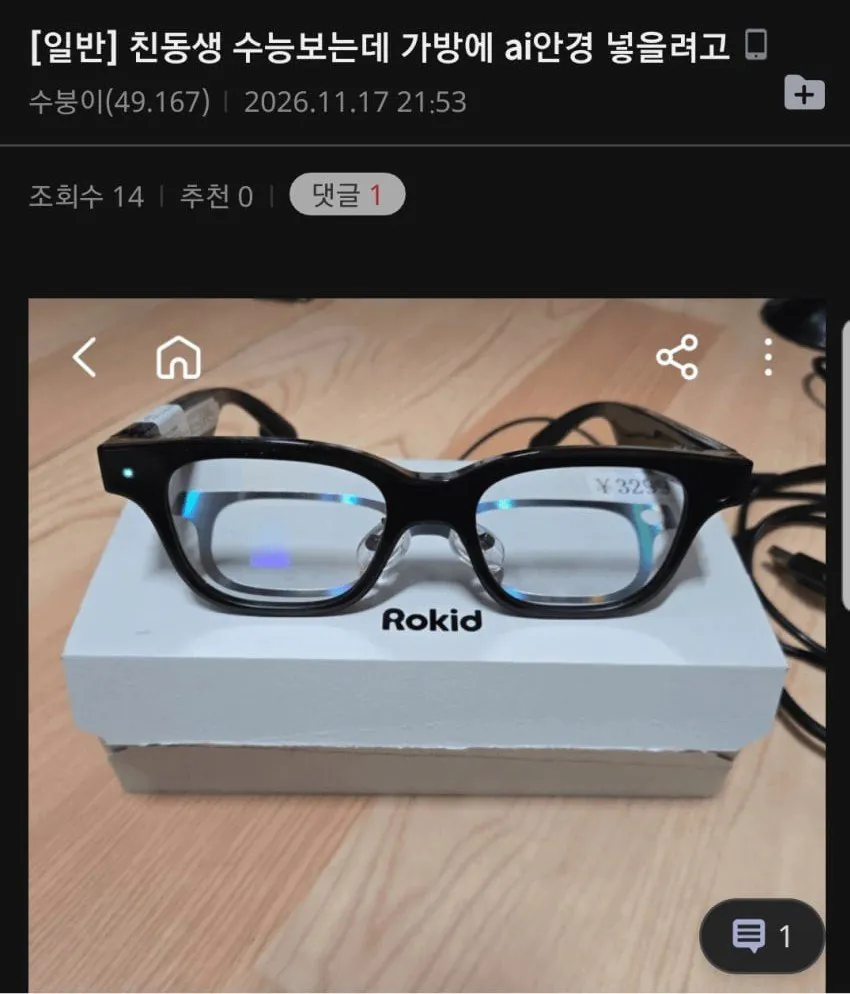 [일반] 친동생 수능보는데 가방에 ai안경 넣을려고
수붕이(49.167) | 2026.11.17 21:53
조회수 14 | 추천 0 | 댓글 1
¥3299
Rokid
1